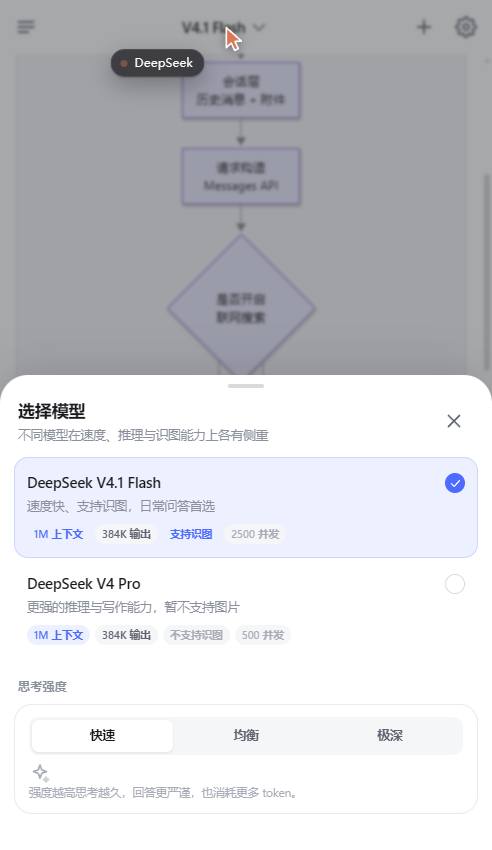 V4.1 Flash
DeepSeek
会话层
历史消息 + 附件
请求构造
Messages API
是否开启
联网搜索
选择模型
不同模型在速度、推理与识图能力上各有侧重
DeepSeek V4.1 Flash
速度快、支持识图，日常问答首选
1M 上下文 384K 输出 支持识图 2500 并发
DeepSeek V4 Pro
更强的推理与写作能力，暂不支持图片
1M 上下文 384K 输出 不支持识图 500 并发
思考强度
快速 均衡 极深
强度越高思考越久，回答更严谨，也消耗更多 token。